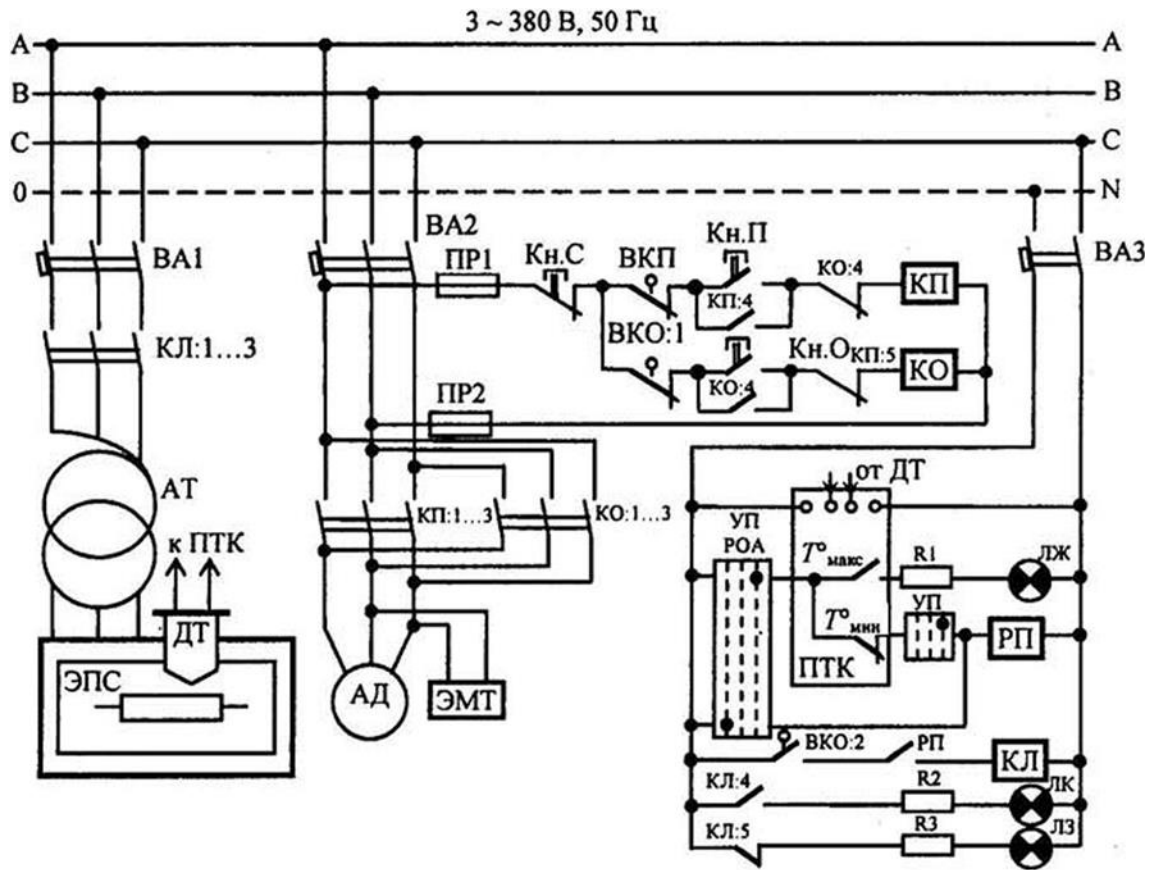 3 ~ 380 В, 50 Гц
A
A
B
B
C
C
0
N
ВА1
ВА2
ПР1
Кн.С
ВКП
Кн.П
КО:4
КП
ВА3
КП:4
КЛ:1...3
ВКО:1
Кн.О
КП:5
КО
КО:4
ПР2
АТ
от ДТ
КП:1...3
КО:1...3
УП
РОА
к ПТК
T°макс
R1
ЛЖ
ДТ
T°мин
УП
РП
ЭПС
АД
ЭМТ
ПТК
ВКО:2
РП
КЛ
КЛ:4
R2
ЛК
КЛ:5
R3
ЛЗ